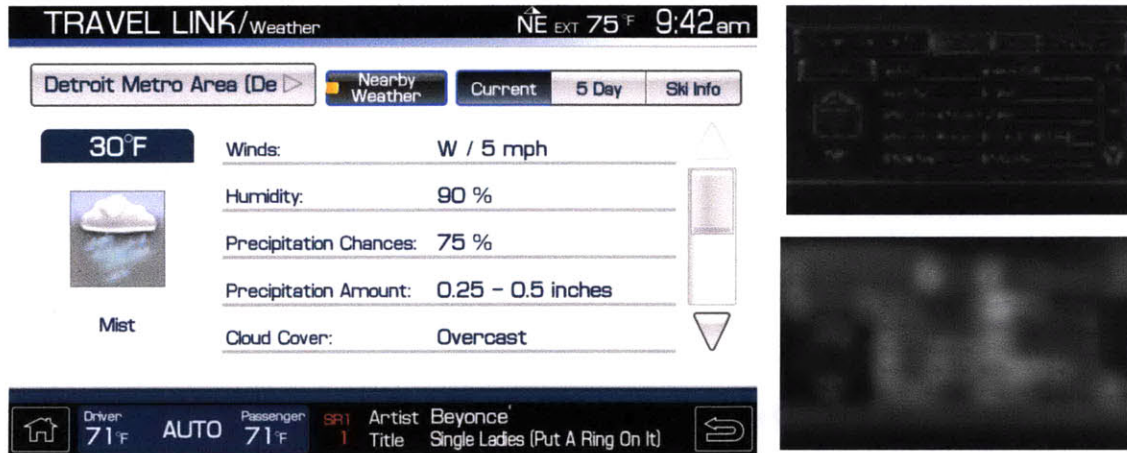 TRAVEL LINK/Weather NE EXT 75°F 9:42am
Detroit Metro Area (De Nearby Weather Current 5 Day Ski Info
30°F
Winds: W / 5 mph
Humidity: 90 %
Precipitation Chances: 75 %
Precipitation Amount: 0.25 - 0.5 inches
Mist
Cloud Cover: Overcast
Driver 71°F AUTO Passenger 71°F
SR1 Artist Beyonce'
1 Title Single Ladies (Put A Ring On It)